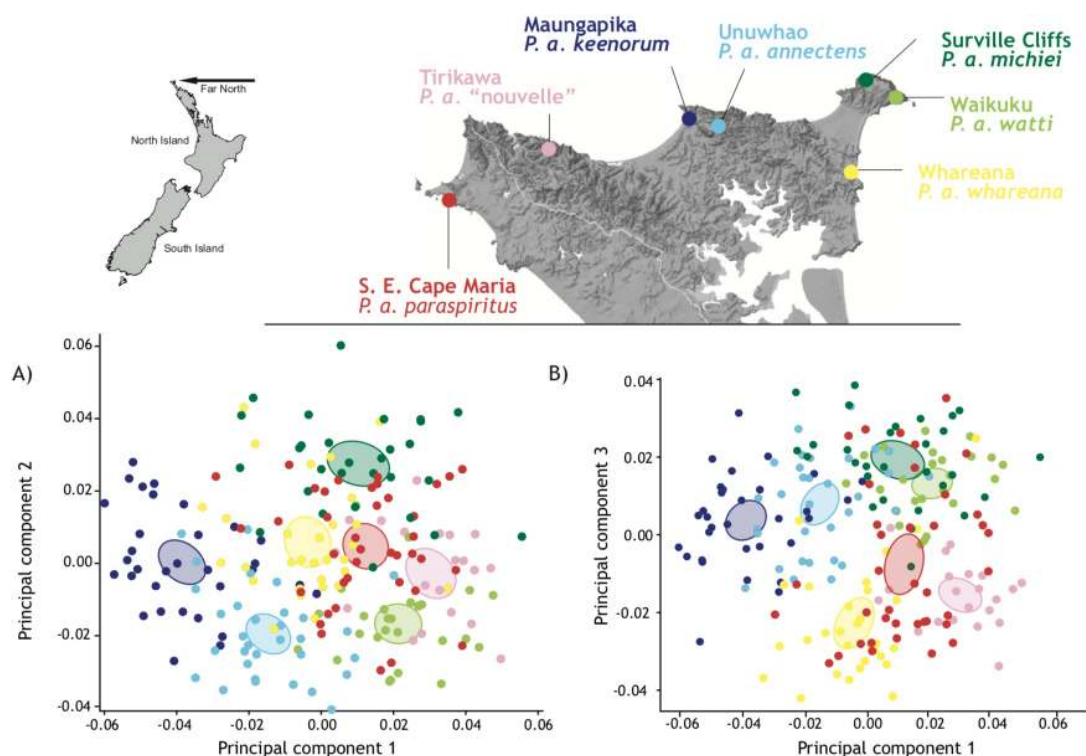 Far North
North Island
South Island
Maungapika
P. a. keenorum
Unuwhao
P. a. annectens
Surville Cliffs
P. a. michiei
Tirikawa
P. a. "nouvelle"
Waikuku
P. a. watti
Whareana
P. a. whareana
S. E. Cape Maria
P. a. paraspiritus
A)
Principal component 2
0.06
0.04
0.02
0.00
-0.02
-0.04
-0.06
-0.04
-0.02
0.00
0.02
0.04
0.06
Principal component 1
B)
Principal component 3
0.04
0.02
0.00
-0.02
-0.04
-0.06
-0.04
-0.02
0.00
0.02
0.04
0.06
Principal component 1